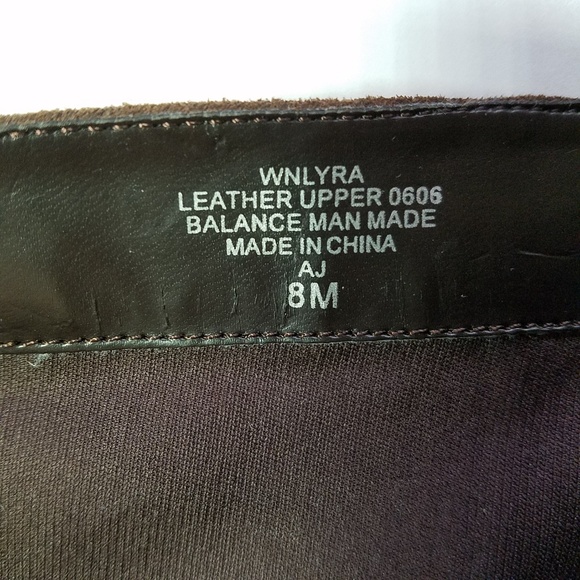 WNLYRA
LEATHER UPPER 0606
BALANCE MAN MADE
MADE IN CHINA
AJ
8M